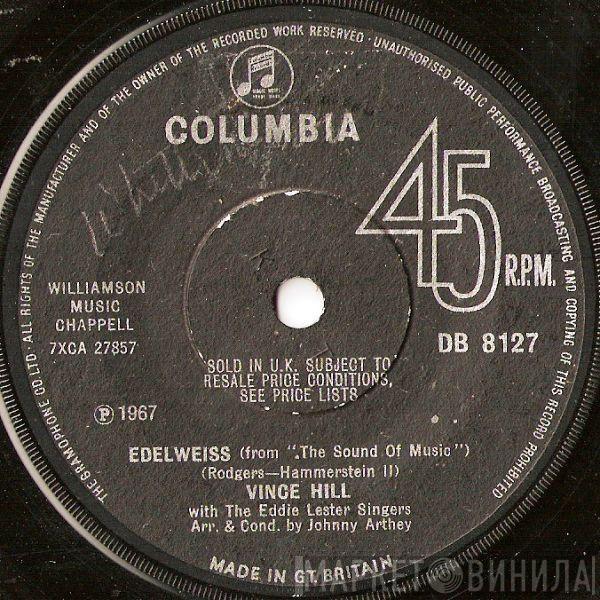 THE GRAMOPHONE CO. LTD · ALL RIGHTS OF THE MANUFACTURER AND OF THE OWNER OF THE RECORDED WORK RESERVED · UNAUTHORISED PUBLIC PERFORMANCE BROADCASTING AND COPYING OF THIS RECORD PROHIBITED
COLUMBIA
45
R.P.M.
WILLIAMSON
MUSIC
CHAPPELL
7XCA 27857
DB 8127
SOLD IN U.K. SUBJECT TO
RESALE PRICE CONDITIONS,
SEE PRICE LISTS
Ⓟ 1967
EDELWEISS (from "The Sound Of Music")
(Rodgers—Hammerstein II)
VINCE HILL
with The Eddie Lester Singers
Arr. & Cond. by Johnny Arthey
MADE IN GT. BRITAIN
МАРКЕТ ВИНИЛА